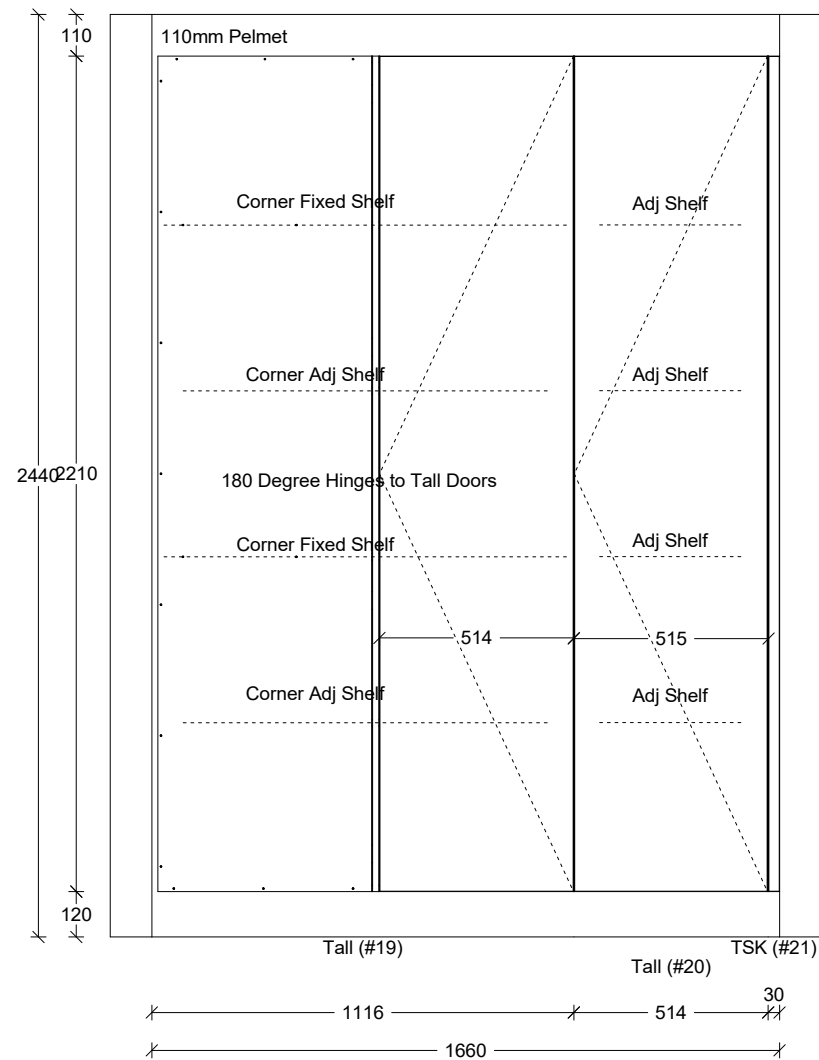 110
110mm Pelmet
Corner Fixed Shelf
Adj Shelf
Corner Adj Shelf
Adj Shelf
2440
2210
180 Degree Hinges to Tall Doors
Corner Fixed Shelf
Adj Shelf
514
515
Corner Adj Shelf
Adj Shelf
120
Tall (#19)
TSK (#21)
Tall (#20)
30
1116
514
1660